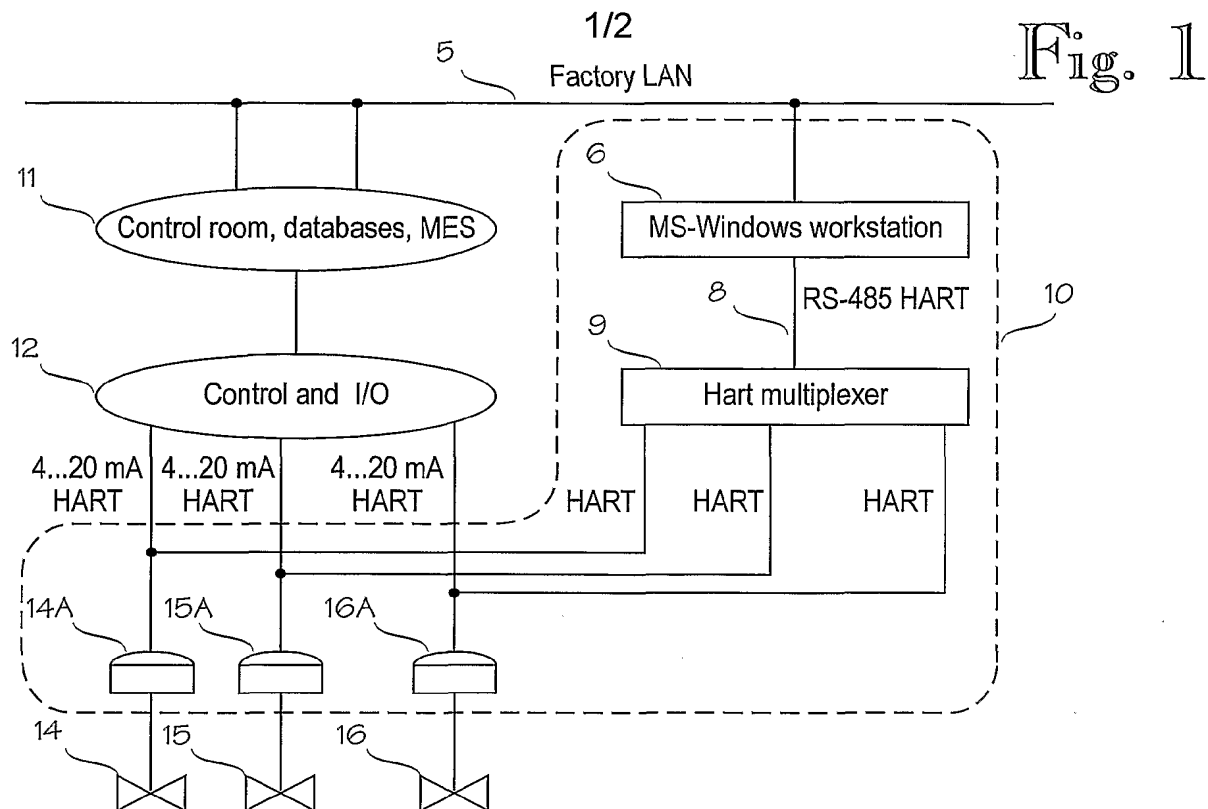 1/2
Fig. 1
5
Factory LAN
11
6
Control room, databases, MES
MS-Windows workstation
8
RS-485 HART
10
12
9
Control and I/O
Hart multiplexer
4...20 mA
HART
4...20 mA
HART
4...20 mA
HART
HART
HART
HART
14A
15A
16A
14
15
16